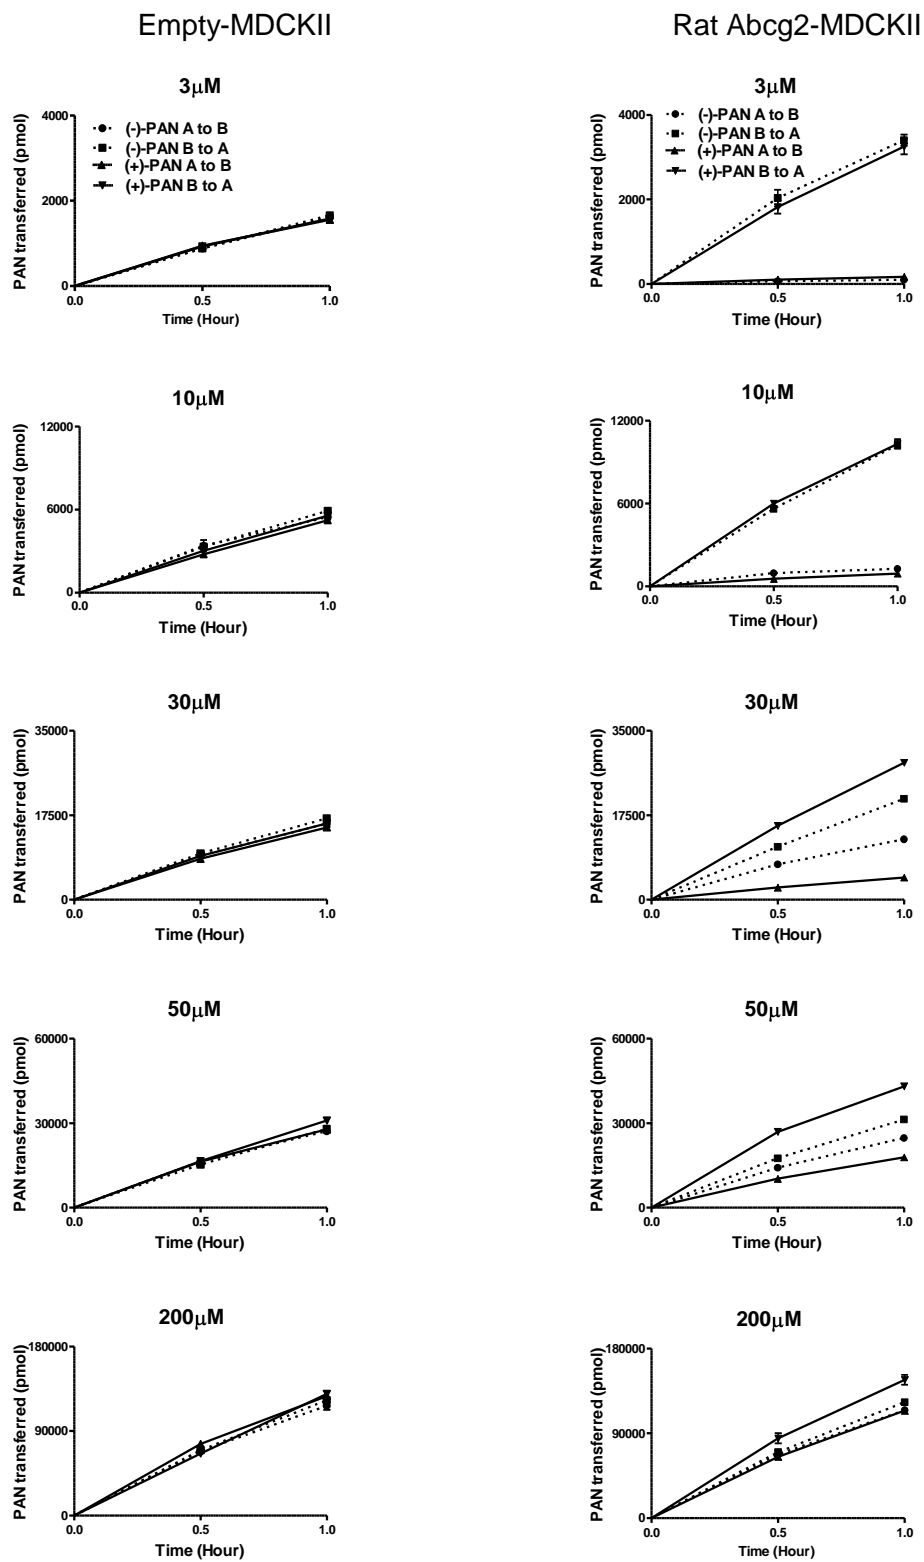 Empty-MDCKII
Rat Abcg2-MDCKII
3μM
PAN transferred (pmol)
4000
2000
0
(-)-PAN A to B
(-)-PAN B to A
(+)-PAN A to B
(+)-PAN B to A
0.0 0.5 1.0
Time (Hour)
3μM
PAN transferred (pmol)
4000
2000
0
(-)-PAN A to B
(-)-PAN B to A
(+)-PAN A to B
(+)-PAN B to A
0.0 0.5 1.0
Time (Hour)
10μM
PAN transferred (pmol)
12000
6000
0
0.0 0.5 1.0
Time (Hour)
10μM
PAN transferred (pmol)
12000
6000
0
0.0 0.5 1.0
Time (Hour)
30μM
PAN transferred (pmol)
35000
17500
0
0.0 0.5 1.0
Time (Hour)
30μM
PAN transferred (pmol)
35000
17500
0
0.0 0.5 1.0
Time (Hour)
50μM
PAN transferred (pmol)
60000
30000
0
0.0 0.5 1.0
Time (Hour)
50μM
PAN transferred (pmol)
60000
30000
0
0.0 0.5 1.0
Time (Hour)
200μM
PAN transferred (pmol)
180000
90000
0
0.0 0.5 1.0
Time (Hour)
200μM
PAN transferred (pmol)
180000
90000
0
0.0 0.5 1.0
Time (Hour)